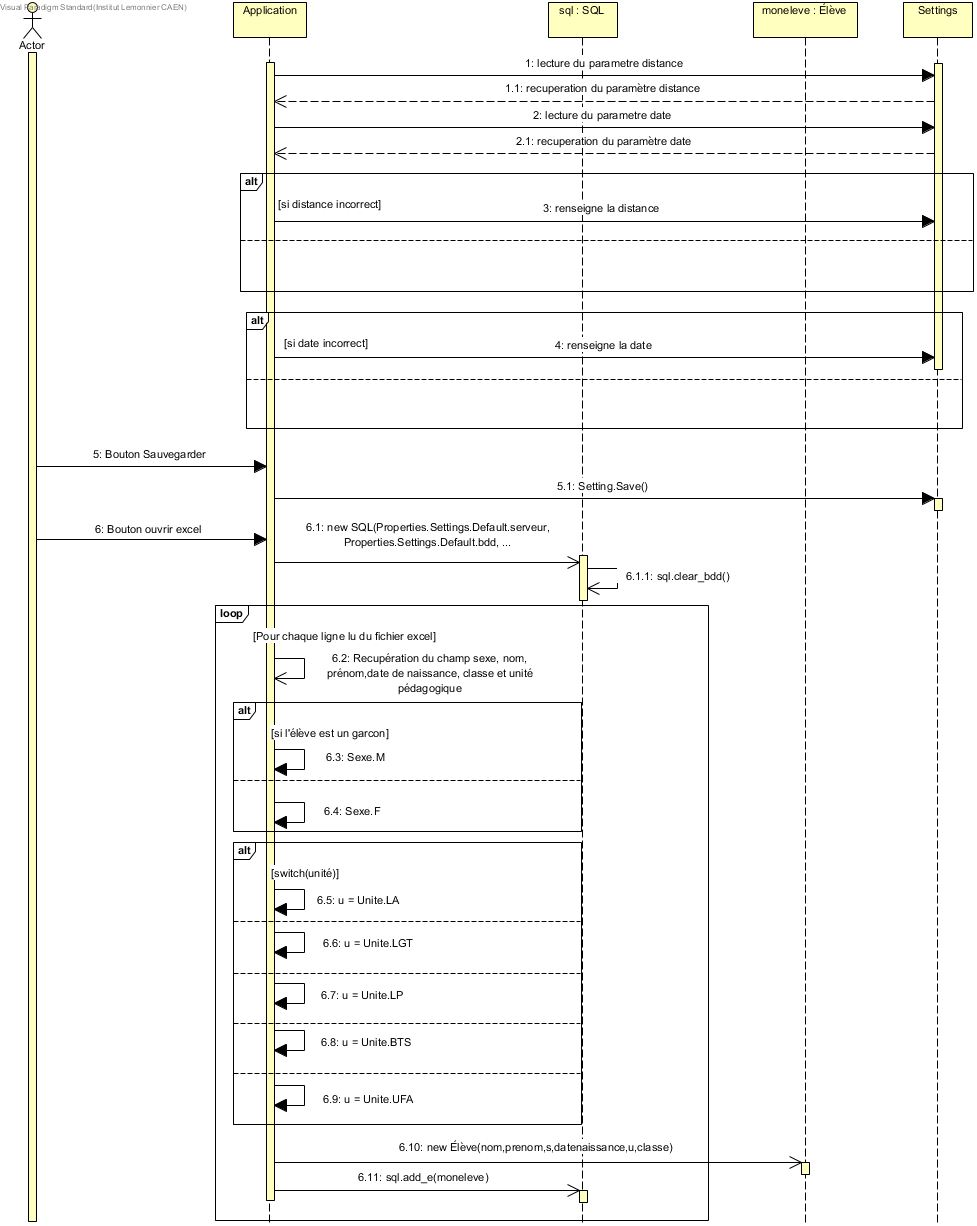 Visual Paradigm Standard(Institut Lemonnier CAEN)
Actor
Application
sql : SQL
moneleve : Élève
Settings
1: lecture du parametre distance
1.1: recuperation du paramètre distance
2: lecture du parametre date
2.1: recuperation du paramètre date
alt
[si distance incorrect]
3: renseigne la distance
alt
[si date incorrect]
4: renseigne la date
5: Bouton Sauvegarder
5.1: Setting.Save()
6: Bouton ouvrir excel
6.1: new SQL(Properties.Settings.Default.serveur,
Properties.Settings.Default.bdd, ...
6.1.1: sql.clear_bdd()
loop
[Pour chaque ligne lu du fichier excel]
6.2: Recupération du champ sexe, nom,
prénom,date de naissance, classe et unité
pédagogique
alt
[si l'élève est un garcon]
6.3: Sexe.M
6.4: Sexe.F
alt
[switch(unité)]
6.5: u = Unite.LA
6.6: u = Unite.LGT
6.7: u = Unite.LP
6.8: u = Unite.BTS
6.9: u = Unite.UFA
6.10: new Élève(nom,prenom,s,datenaissance,u,classe)
6.11: sql.add_e(moneleve)